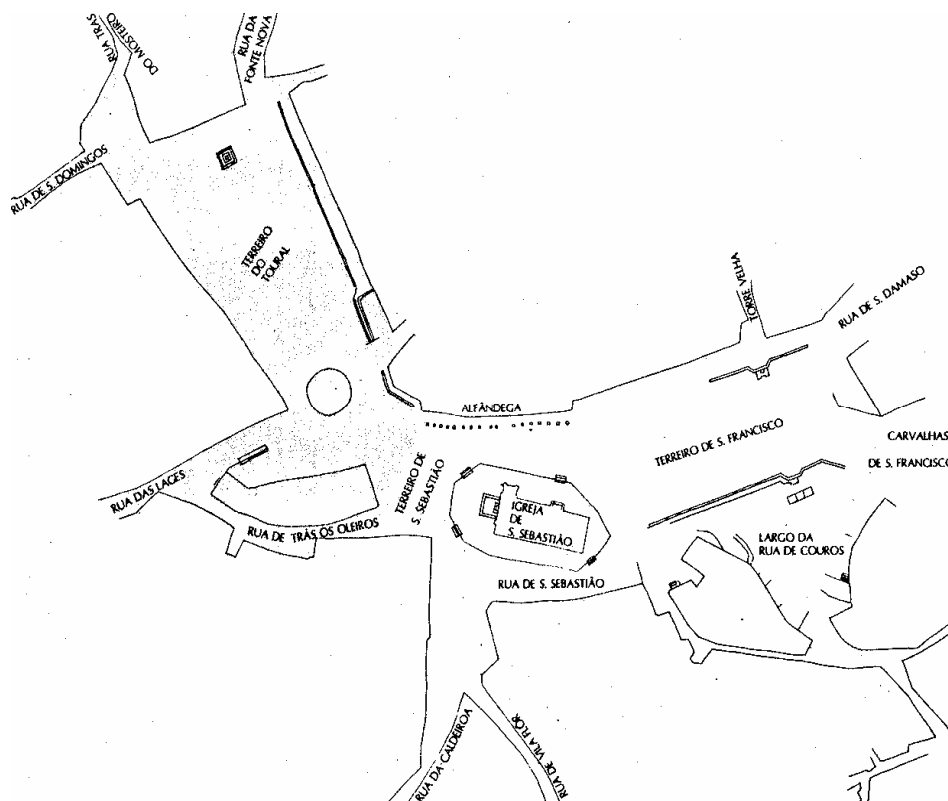 RUA TRAS
DO MOSTEIRO
RUA DA
FONTE NOVA
RUA DE S. DOMINGOS
TERREIRO
DO
TOURAL
TORRE VELHA
RUA DE S. DAMASO
ALFÂNDEGA
TERREIRO DE S. FRANCISCO
CARVALHAS
DE S. FRANCISCO
RUA DAS LAGES
TERREIRO DE
S. SEBASTIÃO
IGREJA
DE
S. SEBASTIÃO
RUA DE TRÁS OS OLEIROS
LARGO DA
RUA DE COUROS
RUA DE S. SEBASTIÃO
RUA DA CALDEIROA
RUA DE VILA FLÔR